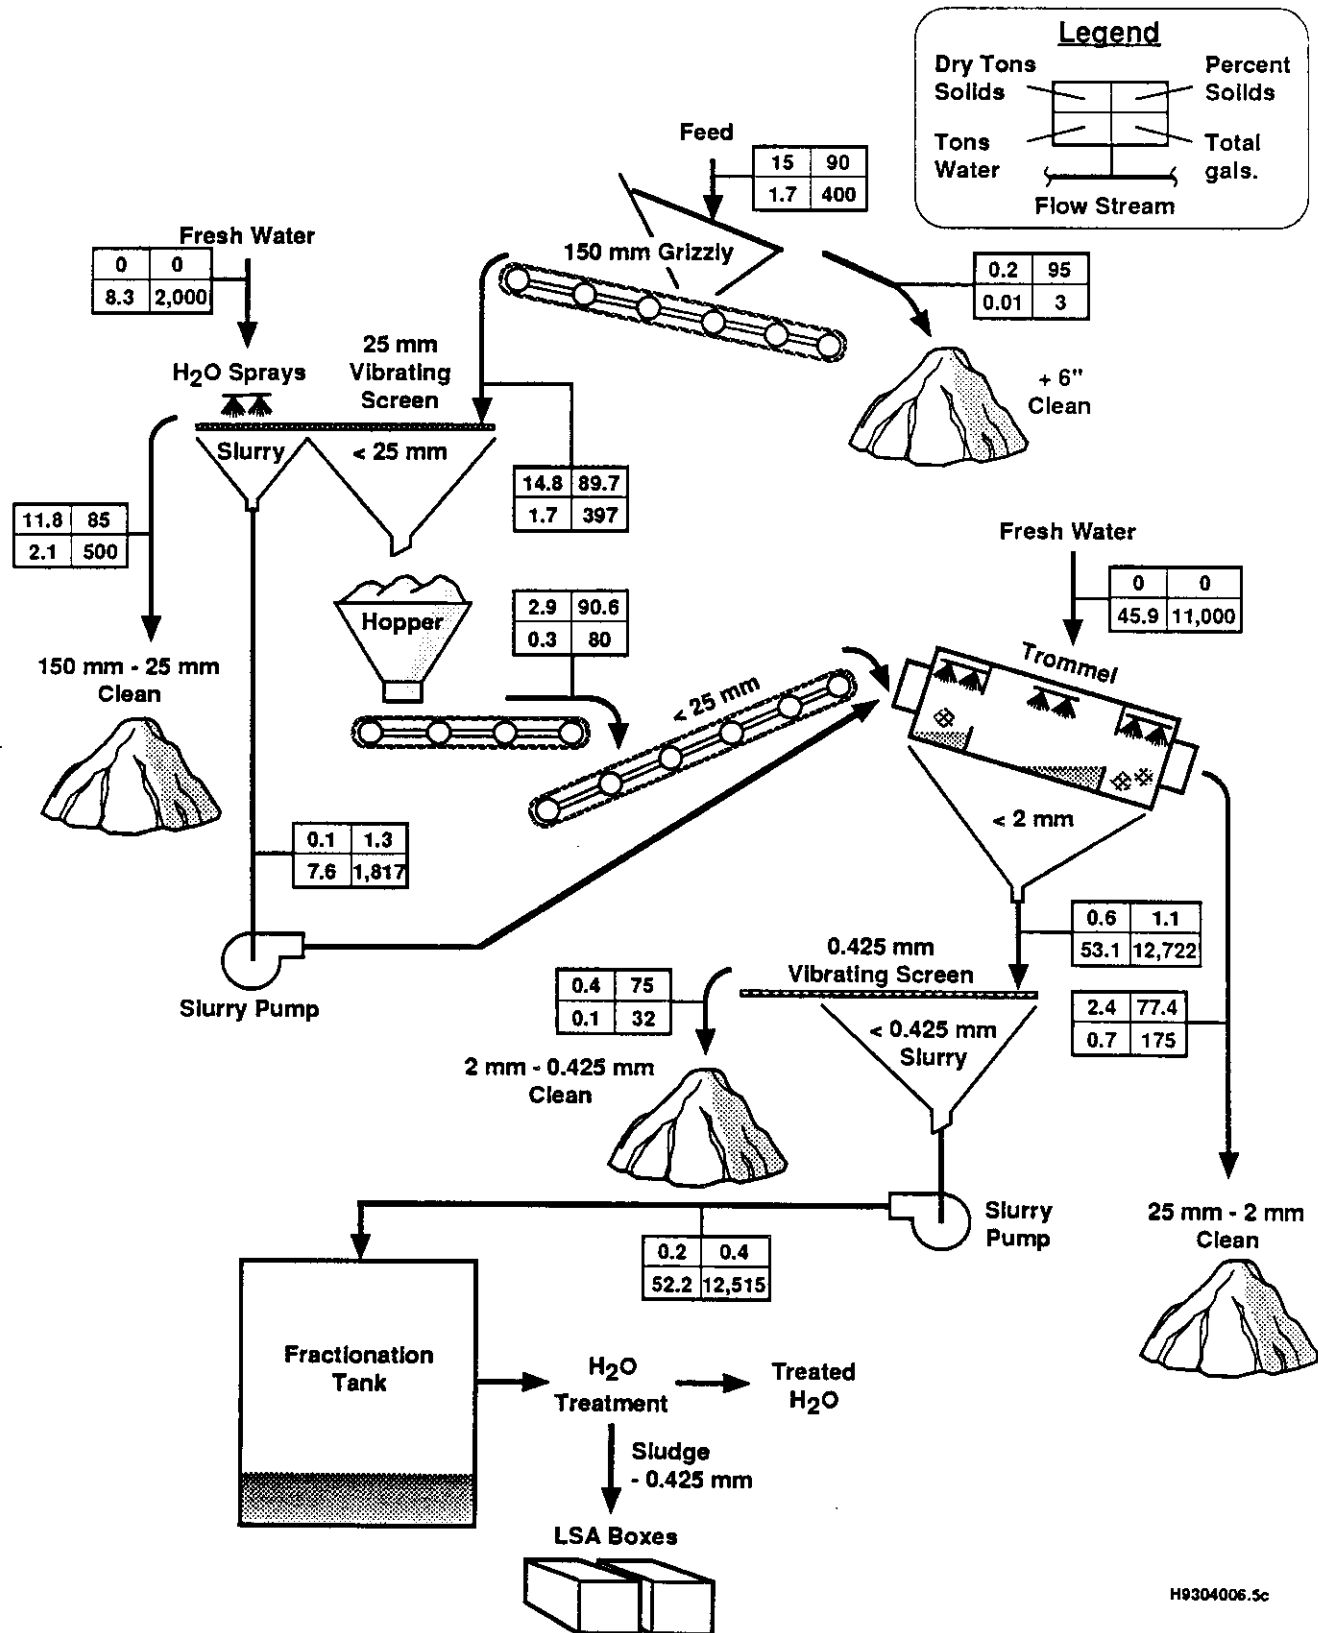 Legend
Dry Tons
Solids
Percent
Solids
Tons
Water
Total
gals.
Flow Stream
Feed
15 90
1.7 400
150 mm Grizzly
0.2 95
0.01 3
+ 6"
Clean
Fresh Water
0 0
8.3 2,000
H2O Sprays
25 mm
Vibrating
Screen
Slurry
< 25 mm
14.8 89.7
1.7 397
11.8 85
2.1 500
150 mm - 25 mm
Clean
Hopper
2.9 90.6
0.3 80
< 25 mm
Fresh Water
0 0
45.9 11,000
Trommel
< 2 mm
0.1 1.3
7.6 1,817
Slurry Pump
0.6 1.1
53.1 12,722
0.425 mm
Vibrating Screen
< 0.425 mm
Slurry
0.4 75
0.1 32
2 mm - 0.425 mm
Clean
2.4 77.4
0.7 175
25 mm - 2 mm
Clean
Slurry
Pump
0.2 0.4
52.2 12,515
Fractionation
Tank
H2O
Treatment
Treated
H2O
Sludge
- 0.425 mm
LSA Boxes
H9304006.5c